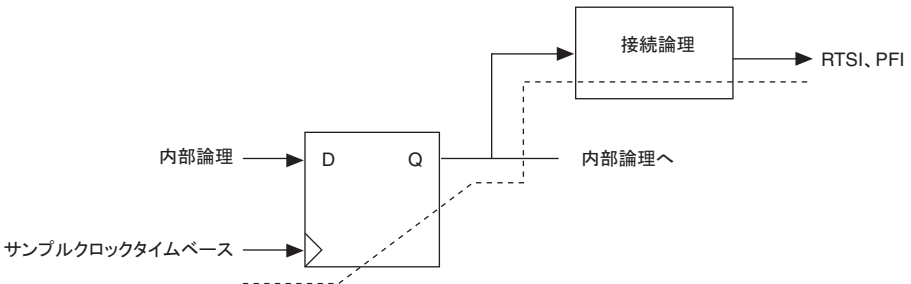 接続論理
RTSI、PFI
内部論理
D
Q
内部論理へ
サンプルクロックタイムベース